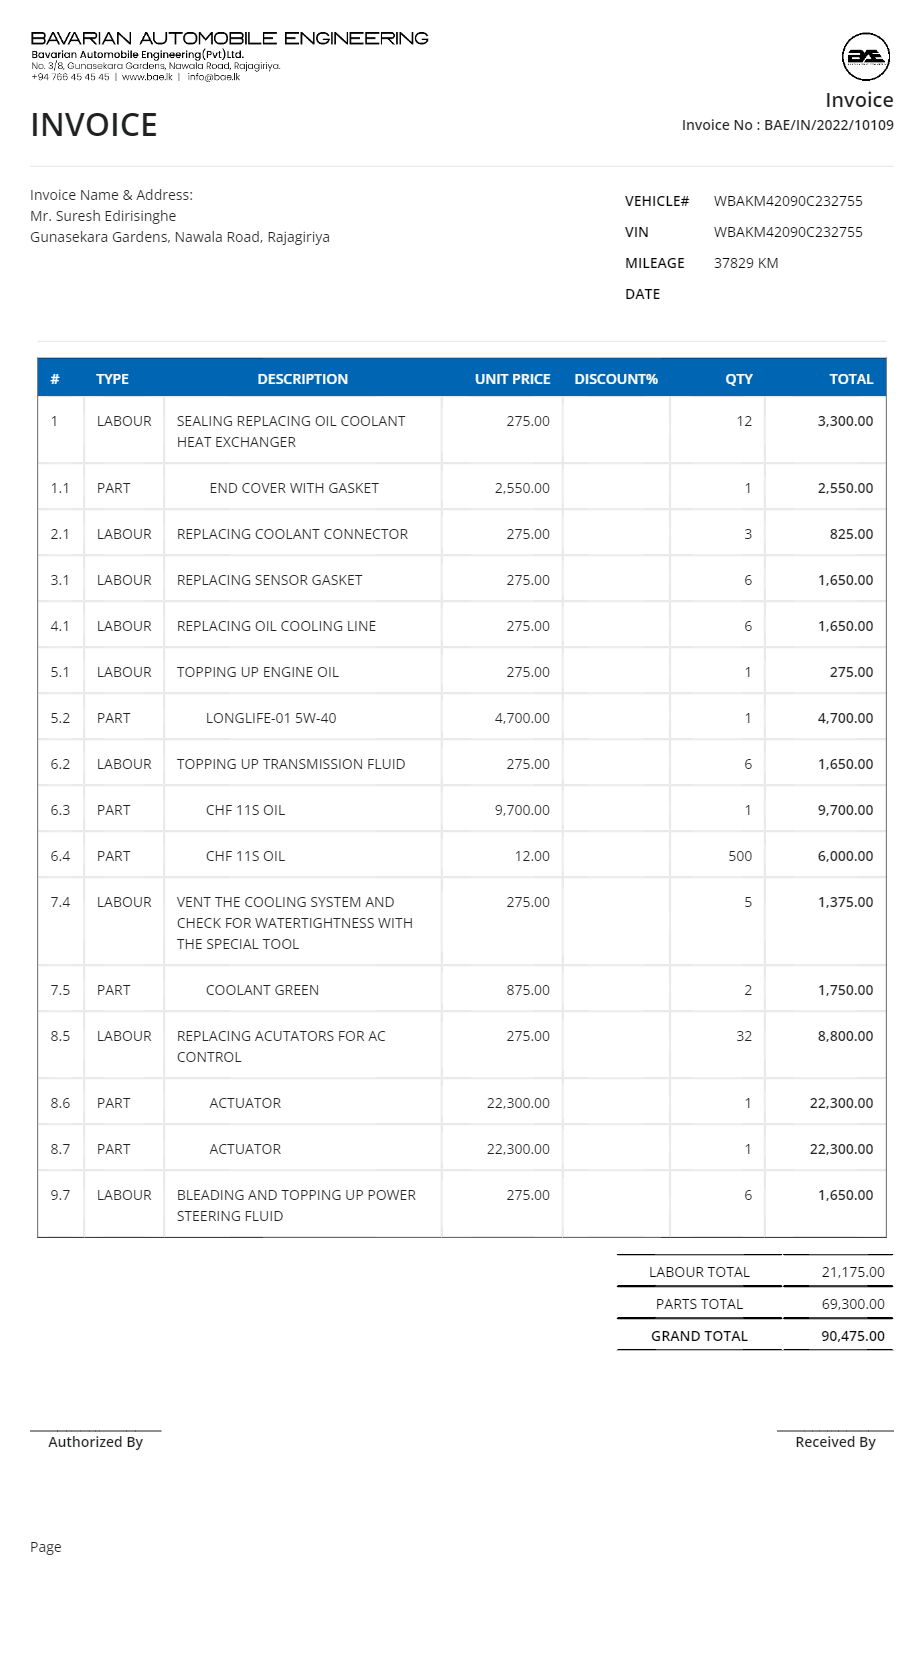 BAVARIAN AUTOMOBILE ENGINEERING
Bavarian Automobile Engineering(Pvt)Ltd.
No. 3/8, Gunasekara Gardens, Nawala Road, Rajagiriya.
+94 766 45 45 45 | www.bae.lk | info@bae.lk
BAE
Invoice
INVOICE
Invoice No : BAE/IN/2022/10109
Invoice Name & Address:
Mr. Suresh Edirisinghe
Gunasekara Gardens, Nawala Road, Rajagiriya
VEHICLE# WBAKM42090C232755
VIN WBAKM42090C232755
MILEAGE 37829 KM
DATE
# TYPE DESCRIPTION UNIT PRICE DISCOUNT% QTY TOTAL
1 LABOUR SEALING REPLACING OIL COOLANT 275.00 12 3,300.00
HEAT EXCHANGER
1.1 PART END COVER WITH GASKET 2,550.00 1 2,550.00
2.1 LABOUR REPLACING COOLANT CONNECTOR 275.00 3 825.00
3.1 LABOUR REPLACING SENSOR GASKET 275.00 6 1,650.00
4.1 LABOUR REPLACING OIL COOLING LINE 275.00 6 1,650.00
5.1 LABOUR TOPPING UP ENGINE OIL 275.00 1 275.00
5.2 PART LONGLIFE-01 5W-40 4,700.00 1 4,700.00
6.2 LABOUR TOPPING UP TRANSMISSION FLUID 275.00 6 1,650.00
6.3 PART CHF 11S OIL 9,700.00 1 9,700.00
6.4 PART CHF 11S OIL 12.00 500 6,000.00
7.4 LABOUR VENT THE COOLING SYSTEM AND 275.00 5 1,375.00
CHECK FOR WATERTIGHTNESS WITH
THE SPECIAL TOOL
7.5 PART COOLANT GREEN 875.00 2 1,750.00
8.5 LABOUR REPLACING ACUTATORS FOR AC 275.00 32 8,800.00
CONTROL
8.6 PART ACTUATOR 22,300.00 1 22,300.00
8.7 PART ACTUATOR 22,300.00 1 22,300.00
9.7 LABOUR BLEADING AND TOPPING UP POWER 275.00 6 1,650.00
STEERING FLUID
LABOUR TOTAL 21,175.00
PARTS TOTAL 69,300.00
GRAND TOTAL 90,475.00
Authorized By
Received By
Page